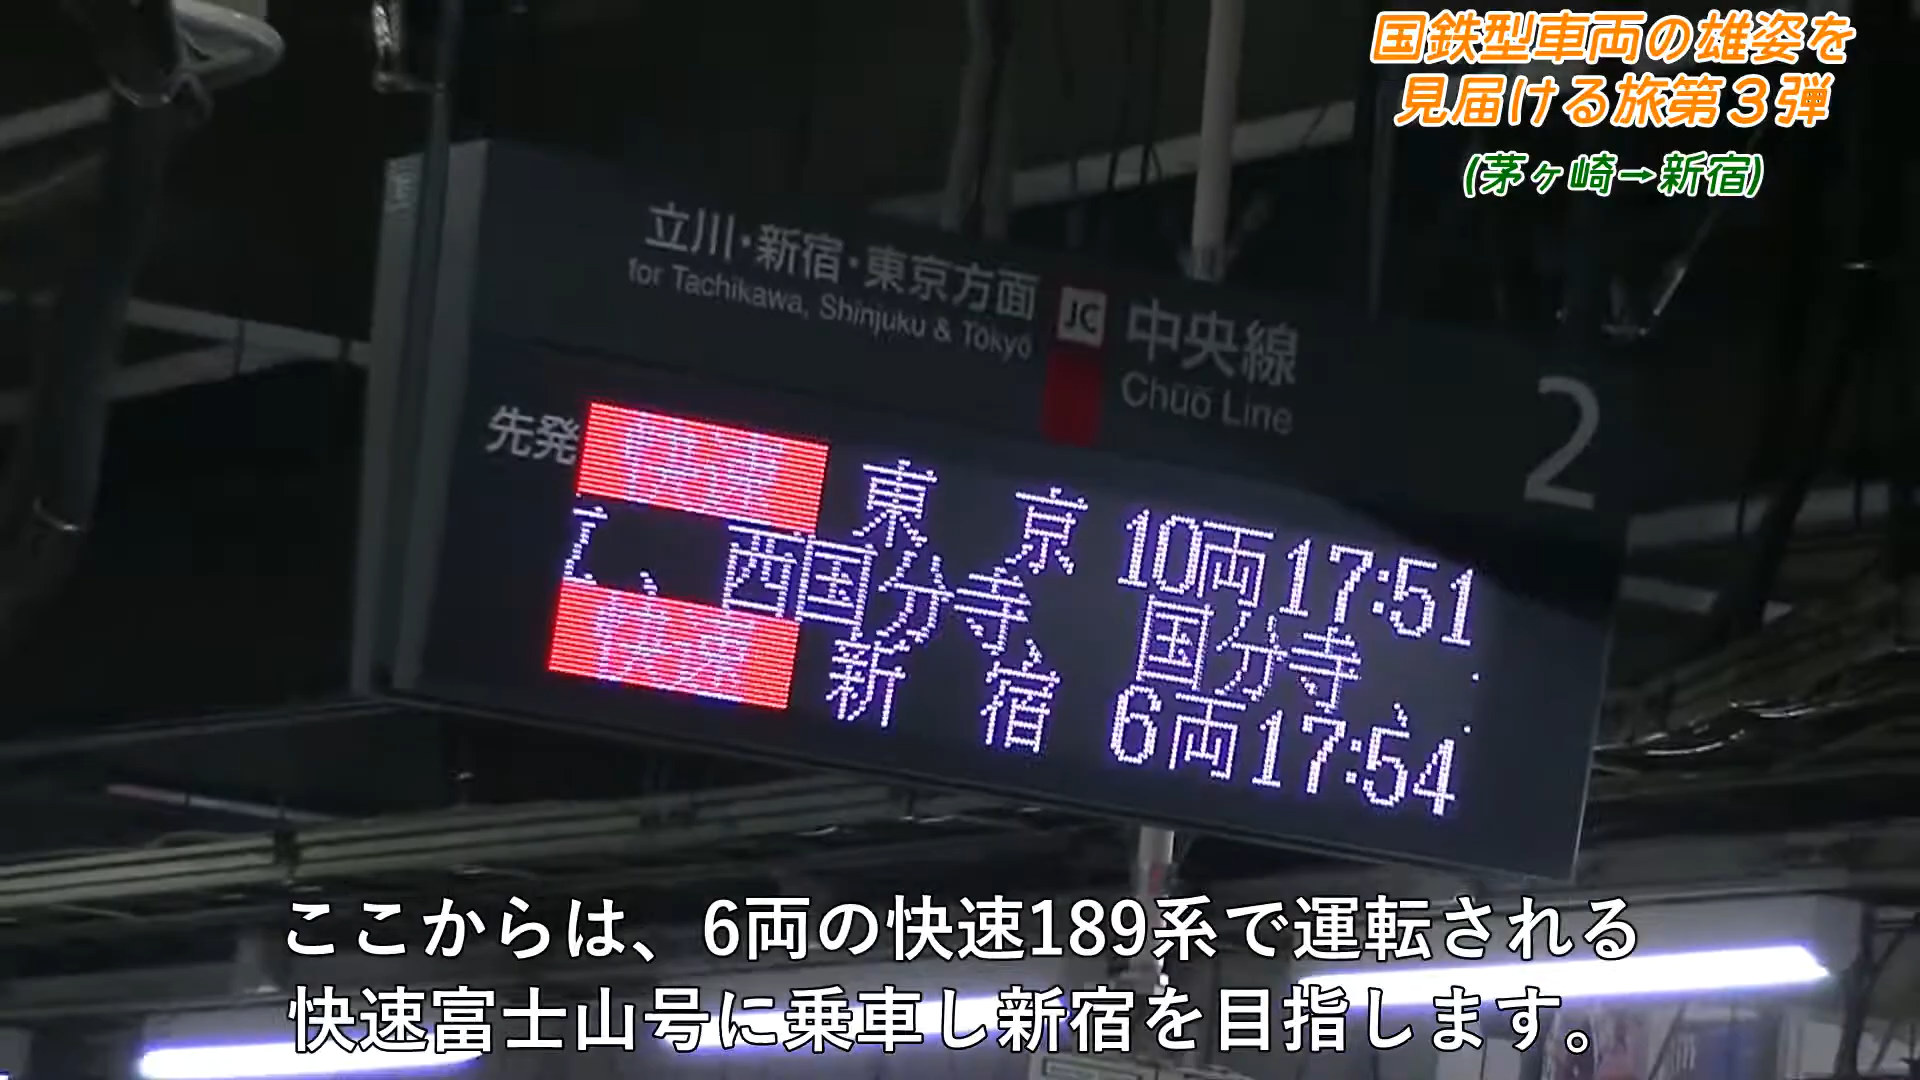 国鉄型車両の雄姿を
見届ける旅第３弾
(茅ヶ崎→新宿)
立川・新宿・東京方面
for Tachikawa, Shinjuku & Tōkyō
JC 中央線
Chūō Line
2
先発 快速 東京 10両 17:51
、西国分寺、国分寺、
快速 新宿 6両 17:54
ここからは、6両の快速189系で運転される
快速富士山号に乗車し新宿を目指します。